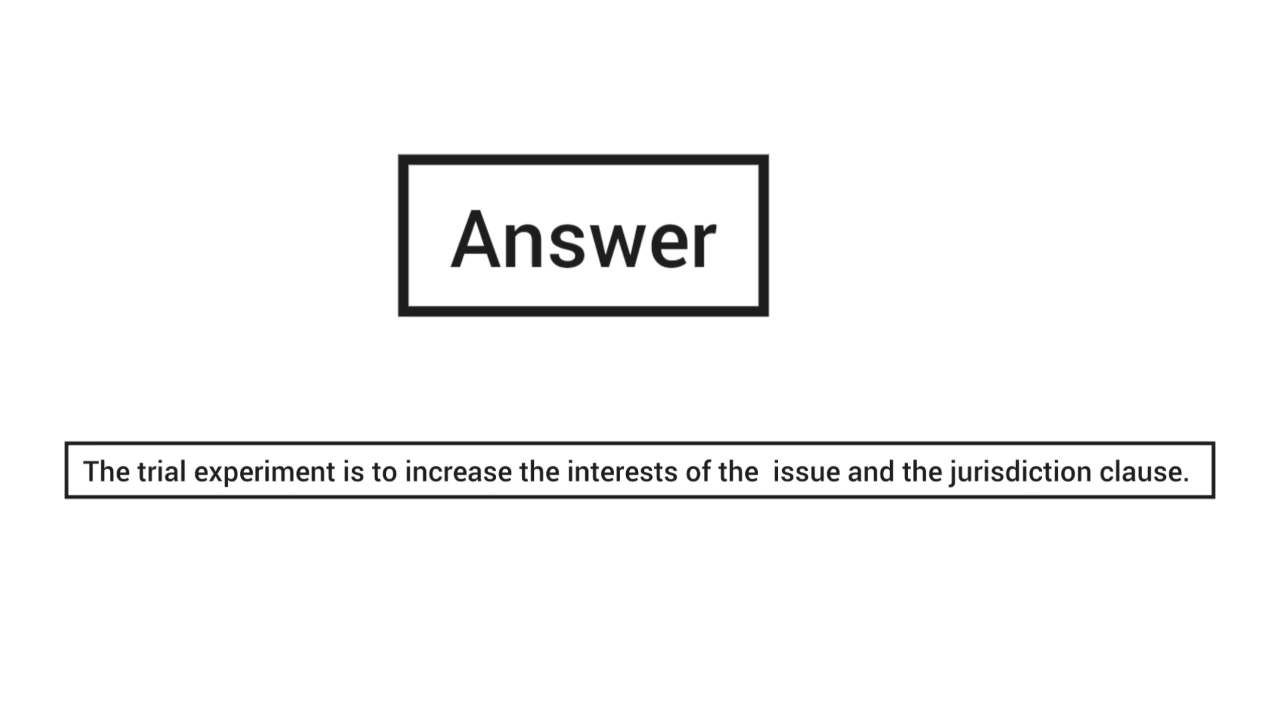 Answer
The trial experiment is to increase the interests of the  issue and the jurisdiction clause.